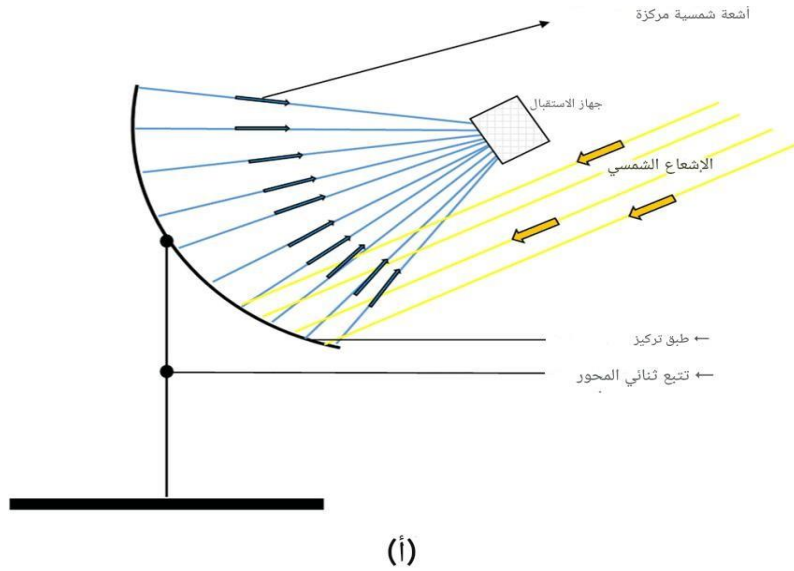 أشعة شمسية مركزة
جهاز الاستقبال
الإشعاع الشمسي
← طبق تركيز
← تتبع ثنائي المحور
(أ)